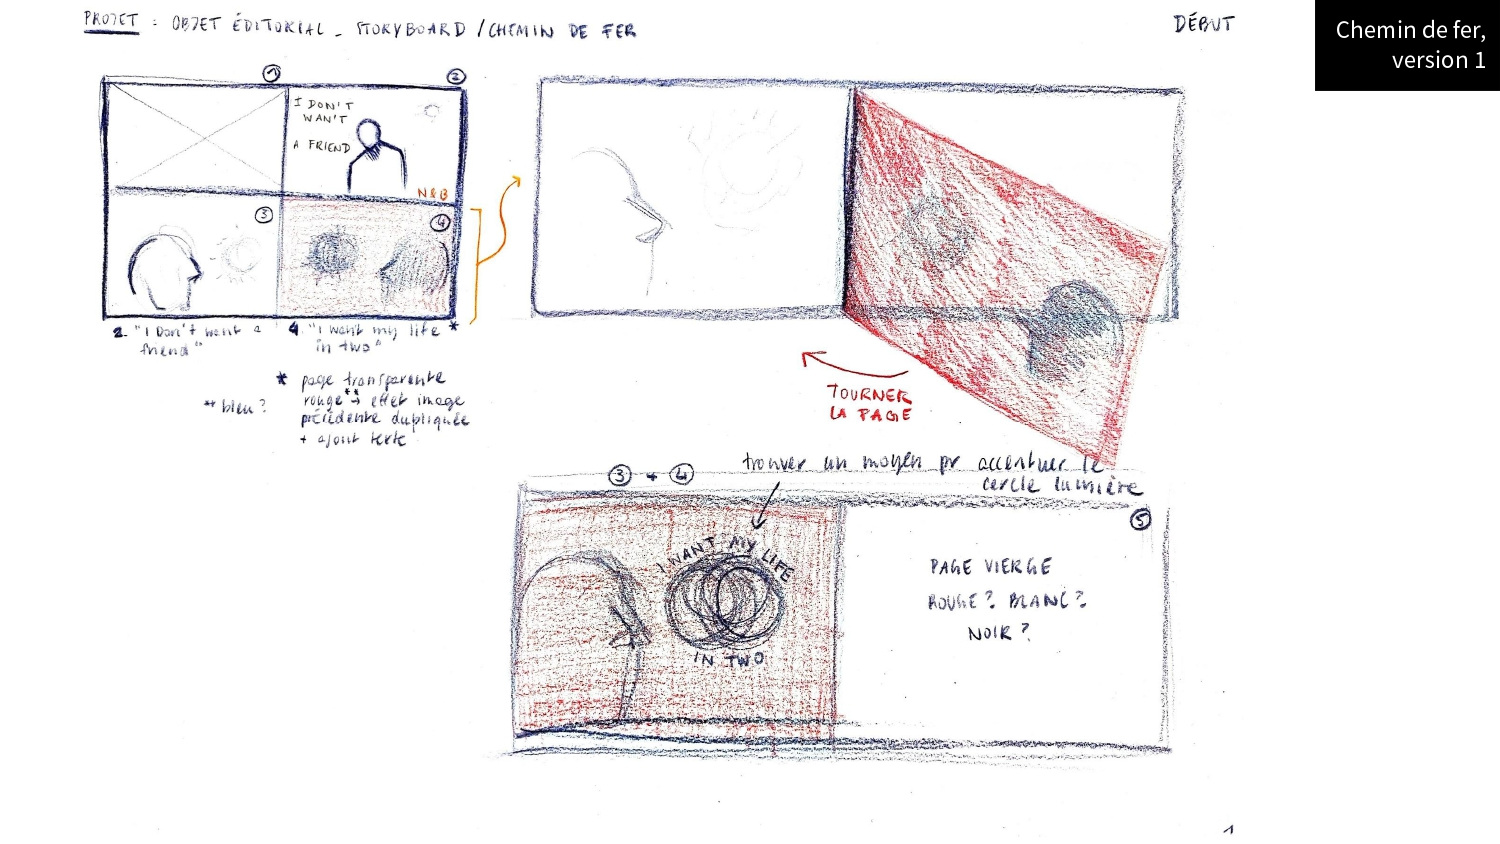 PROJET : OBJET ÉDITORIAL _ STORYBOARD / CHEMIN DE FER
DÉBUT
Chemin de fer,
version 1
1
2
I DON'T
WAN'T
A FRIEND
N&B
3
4
2. "I Don't want a
friend"
4. "I want my life *
in two"
* page transparente
rouge** → effet image
précédente dupliquée
+ ajout texte
** bleu ?
TOURNER
LA PAGE
trouver un moyen pr accentuer le
cercle lumière
3 + 4
5
I WANT MY LIFE
IN TWO
PAGE VIERGE
ROUGE ? BLANC ?
NOIR ?
1